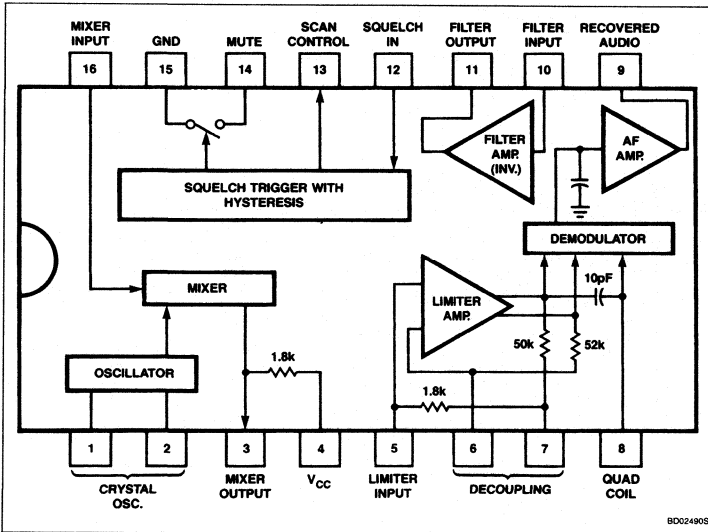 MIXER INPUT
GND
MUTE
SCAN CONTROL
SQUELCH IN
FILTER OUTPUT
FILTER INPUT
RECOVERED AUDIO
16
15
14
13
12
11
10
9
FILTER AMP. (INV.)
AF AMP.
SQUELCH TRIGGER WITH HYSTERESIS
DEMODULATOR
MIXER
LIMITER AMP.
10pF
50k
52k
1.8k
OSCILLATOR
1.8k
1
2
3
4
5
6
7
8
CRYSTAL OSC.
MIXER OUTPUT
VCC
LIMITER INPUT
DECOUPLING
QUAD COIL
BD02490S